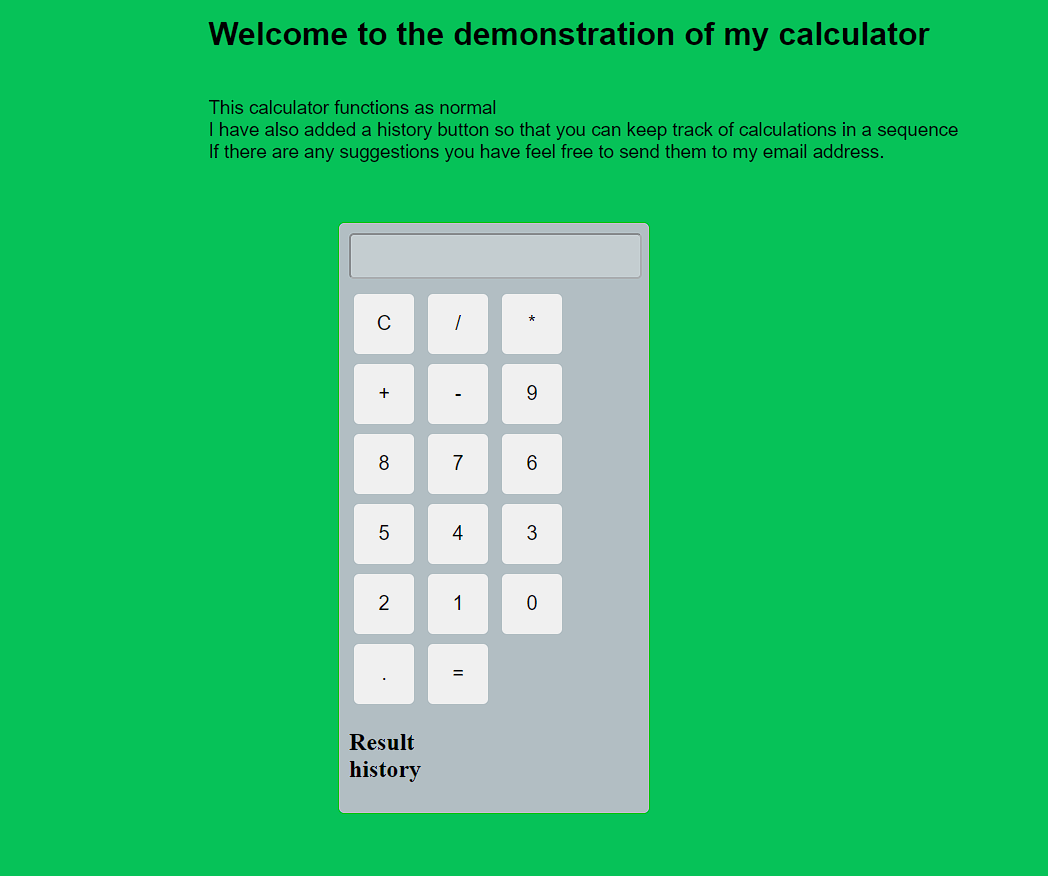 Welcome to the demonstration of my calculator
This calculator functions as normal
I have also added a history button so that you can keep track of calculations in a sequence
If there are any suggestions you have feel free to send them to my email address.
C / *
+ - 9
8 7 6
5 4 3
2 1 0
. =
Result
history